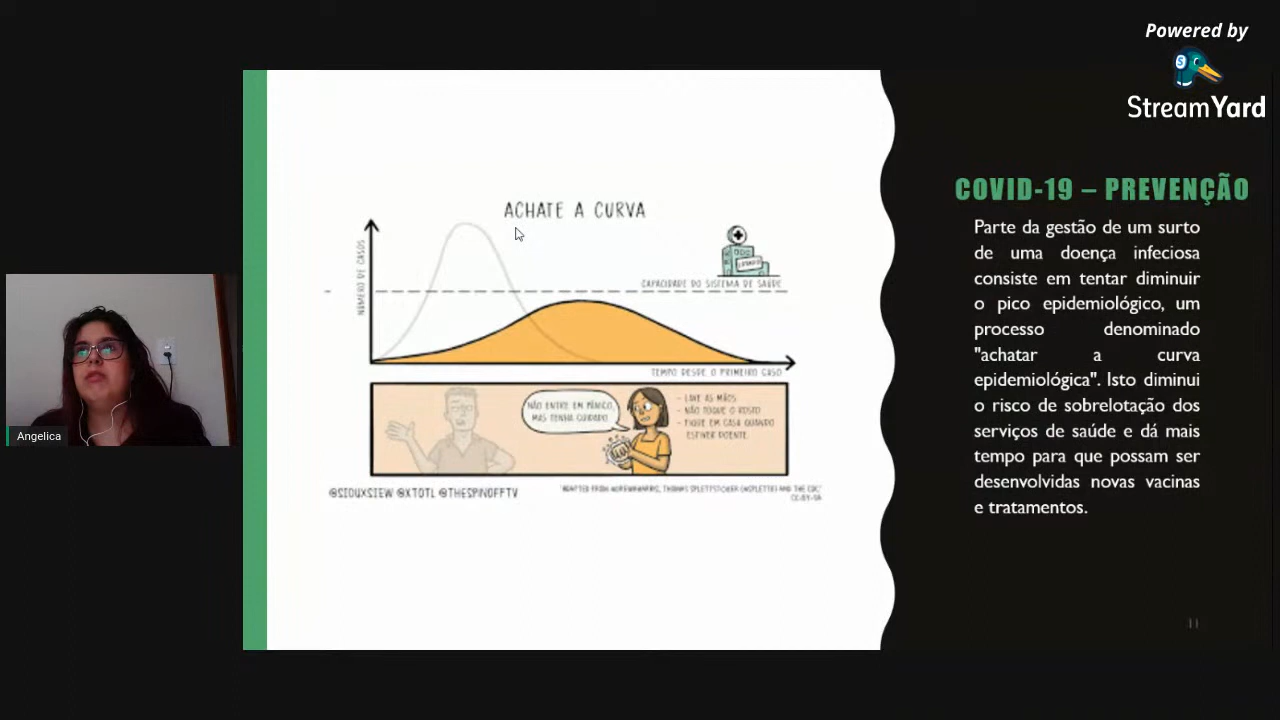 Powered by
StreamYard
ACHATE A CURVA
NÚMERO DE CASOS
CAPACIDADE DO SISTEMA DE SAÚDE
TEMPO DESDE O PRIMEIRO CASO
NÃO ENTRE EM PÂNICO,
MAS TENHA CUIDADO.
- LAVE AS MÃOS
- NÃO TOQUE O ROSTO
- FIQUE EM CASA QUANDO
ESTIVER DOENTE.
@SIOUXSIEW @XTOTL @THESPINOFFTV
CC-BY-SA
COVID-19 – PREVENÇÃO
Parte da gestão de um surto
de uma doença infeciosa
consiste em tentar diminuir
o pico epidemiológico, um
processo denominado
"achatar a curva
epidemiológica". Isto diminui
o risco de sobrelotação dos
serviços de saúde e dá mais
tempo para que possam ser
desenvolvidas novas vacinas
e tratamentos.
11
Angelica